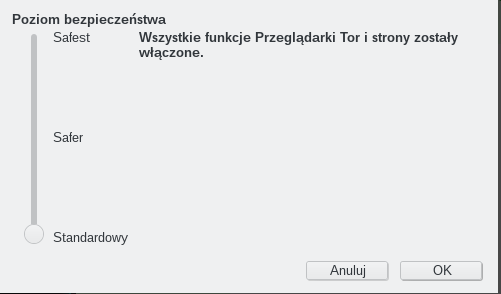 Poziom bezpieczeństwa
Safest
Wszystkie funkcje Przeglądarki Tor i strony zostały
włączone.
Safer
Standardowy
Anuluj
OK